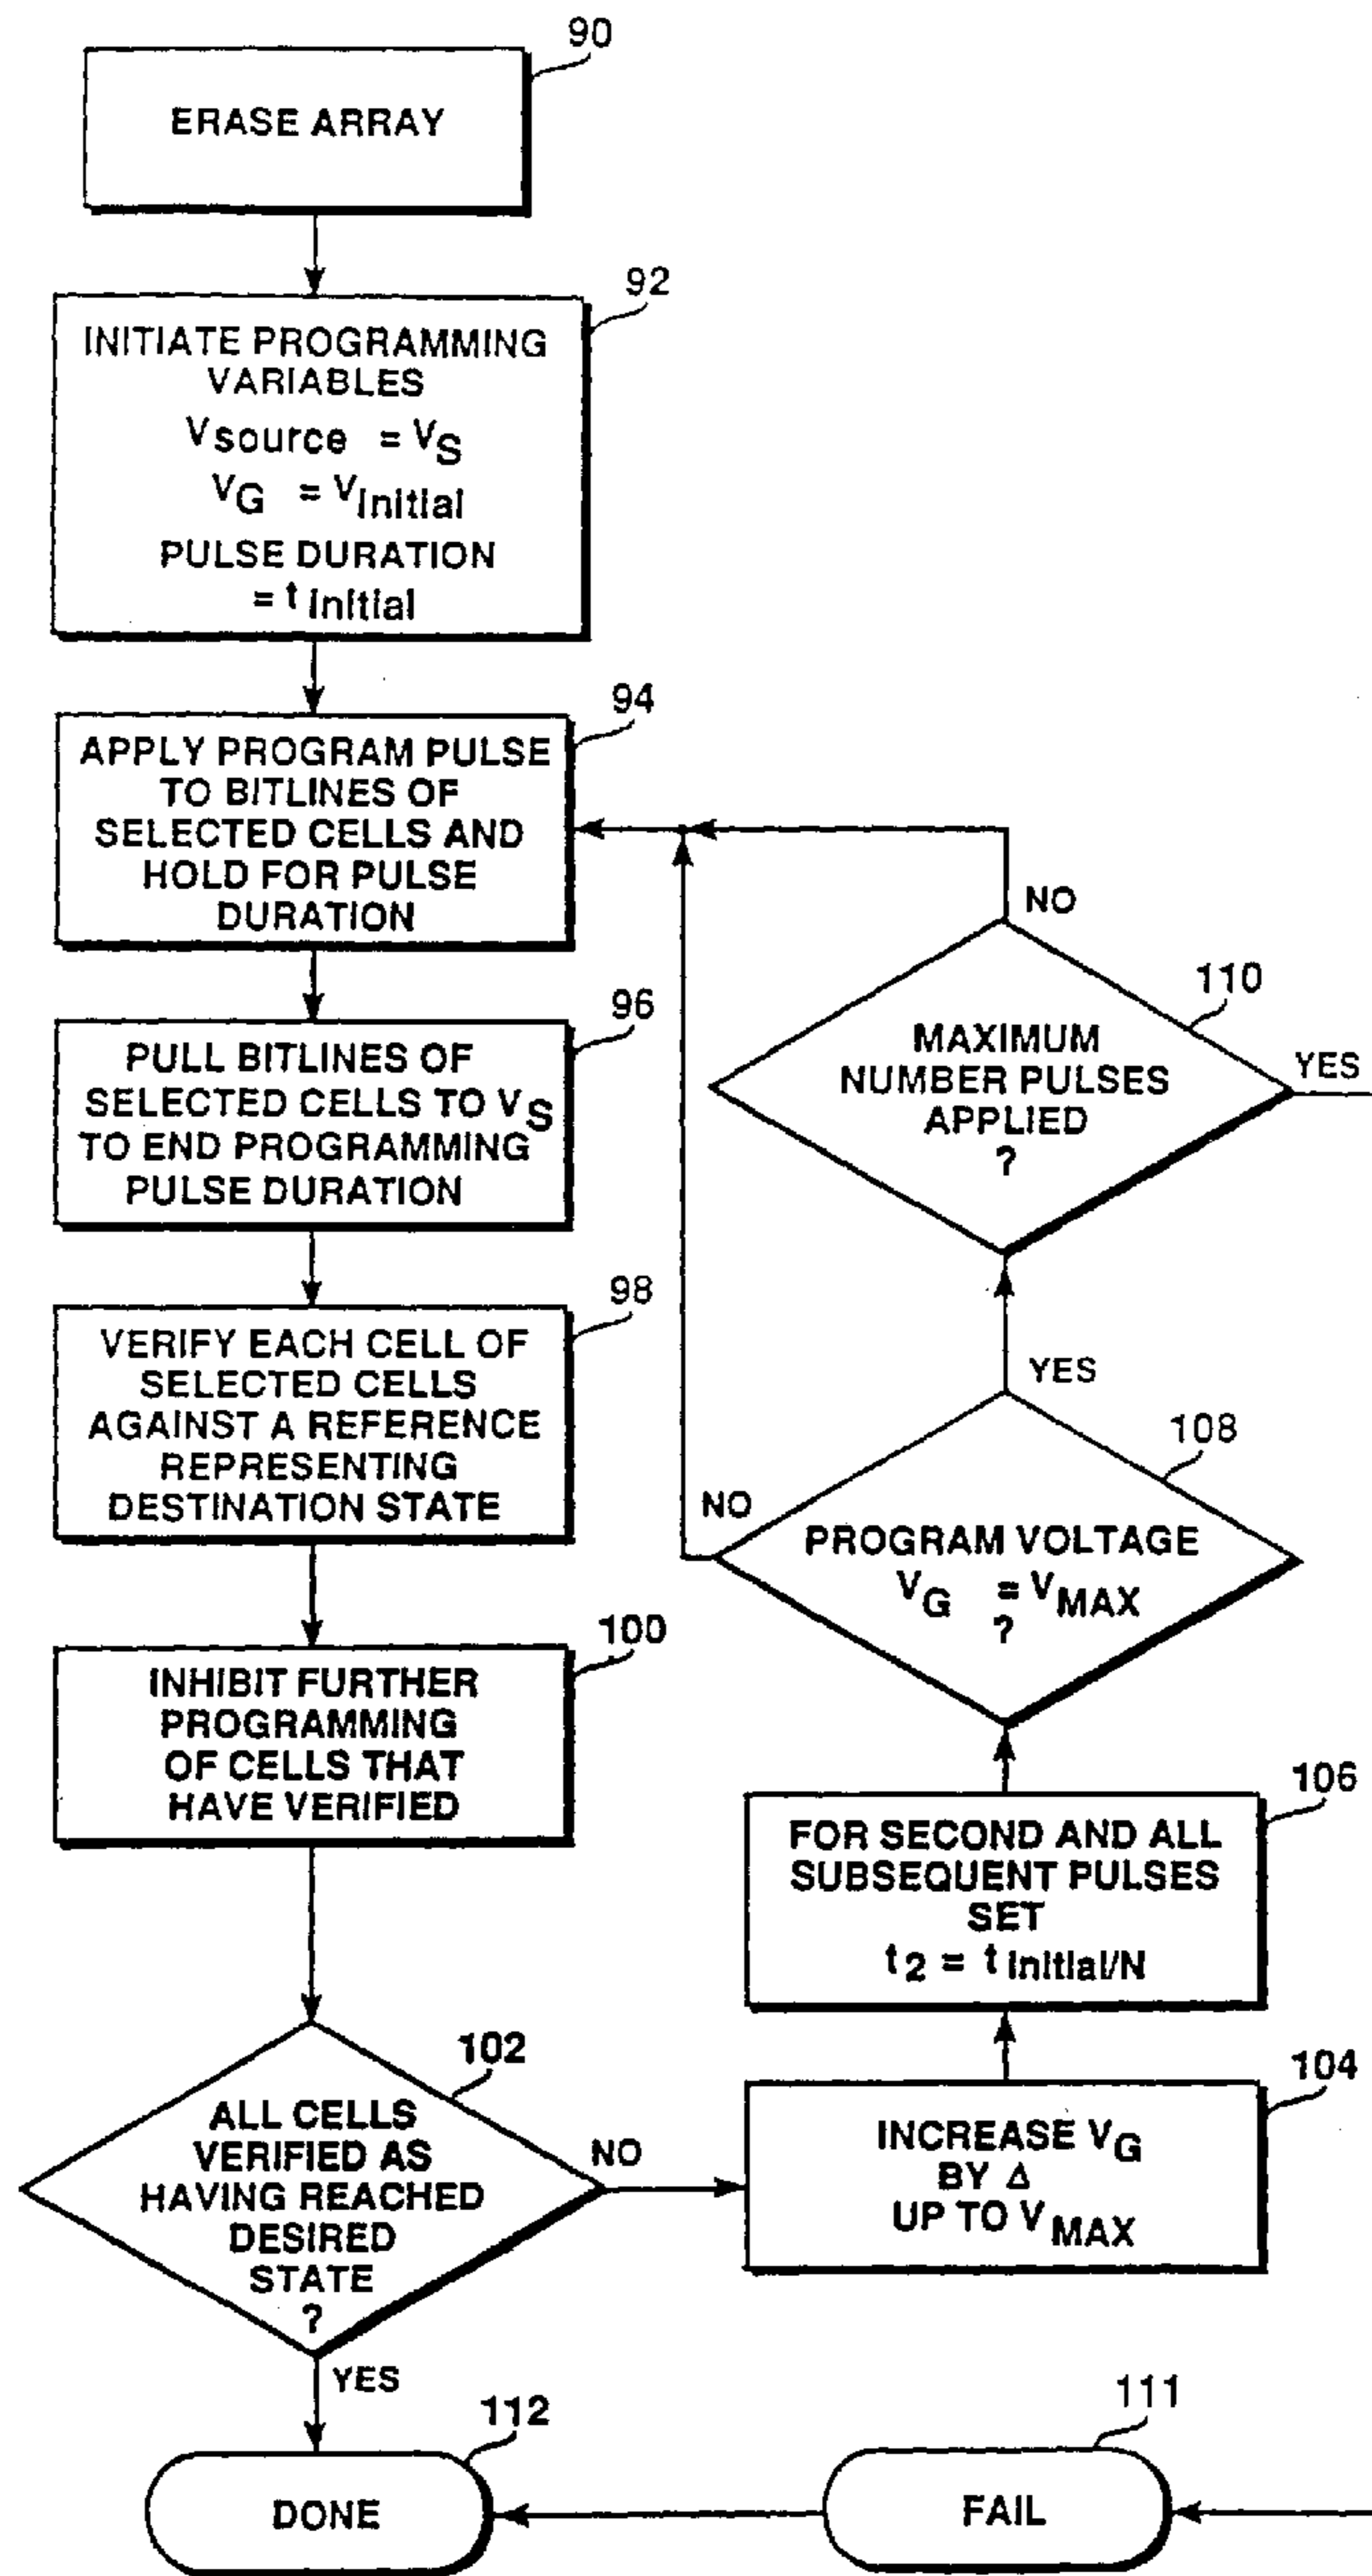 90
ERASE ARRAY
92
INITIATE PROGRAMMING
VARIABLES
Vsource = VS
VG = VInitial
PULSE DURATION
= t Initial
94
APPLY PROGRAM PULSE
TO BITLINES OF
SELECTED CELLS AND
HOLD FOR PULSE
DURATION
96
PULL BITLINES OF
SELECTED CELLS TO VS
TO END PROGRAMMING
PULSE DURATION
98
VERIFY EACH CELL OF
SELECTED CELLS
AGAINST A REFERENCE
REPRESENTING
DESTINATION STATE
100
INHIBIT FURTHER
PROGRAMMING
OF CELLS THAT
HAVE VERIFIED
102
ALL CELLS
VERIFIED AS
HAVING REACHED
DESIRED
STATE
?
NO
YES
104
INCREASE VG
BY Δ
UP TO VMAX
106
FOR SECOND AND ALL
SUBSEQUENT PULSES
SET
t2 = t Initial/N
108
PROGRAM VOLTAGE
VG = VMAX
?
NO
YES
110
MAXIMUM
NUMBER PULSES
APPLIED
?
NO
YES
111
FAIL
112
DONE